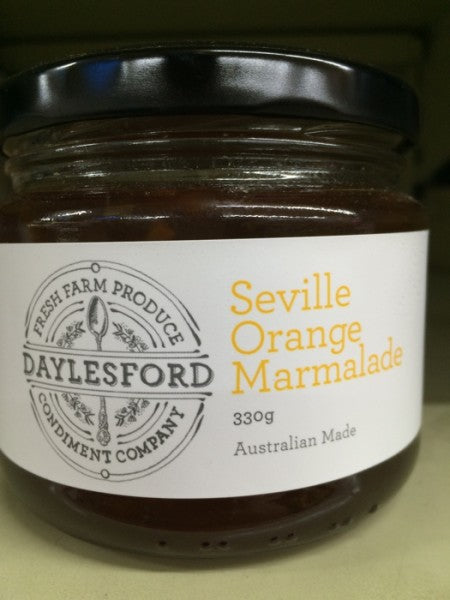 FRESH FARM PRODUCE
DAYLESFORD
CONDIMENT COMPANY
Seville
Orange
Marmalade
330g
Australian Made